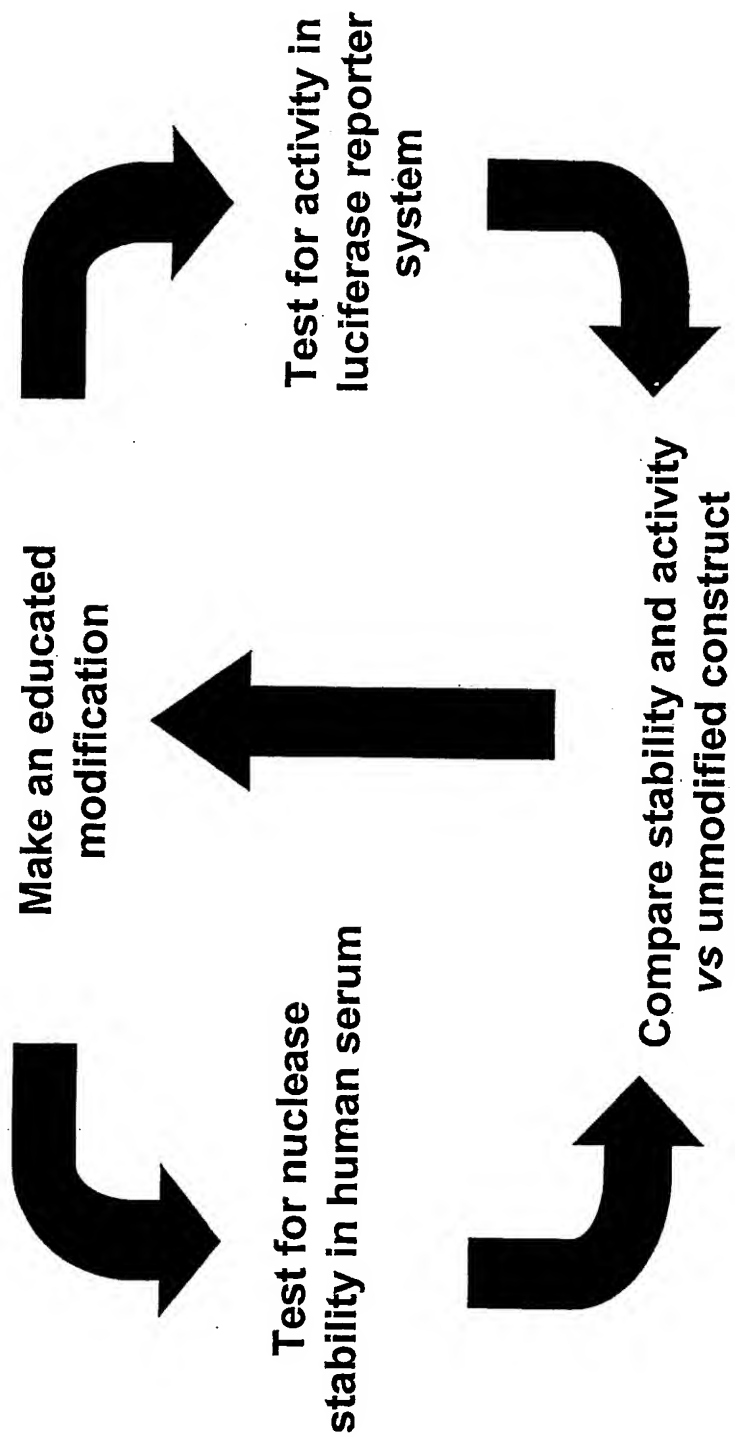 Make an educated
modification
Test for nuclease
stability in human serum
Test for activity in
luciferase reporter
system
Compare stability and activity
vs unmodified construct